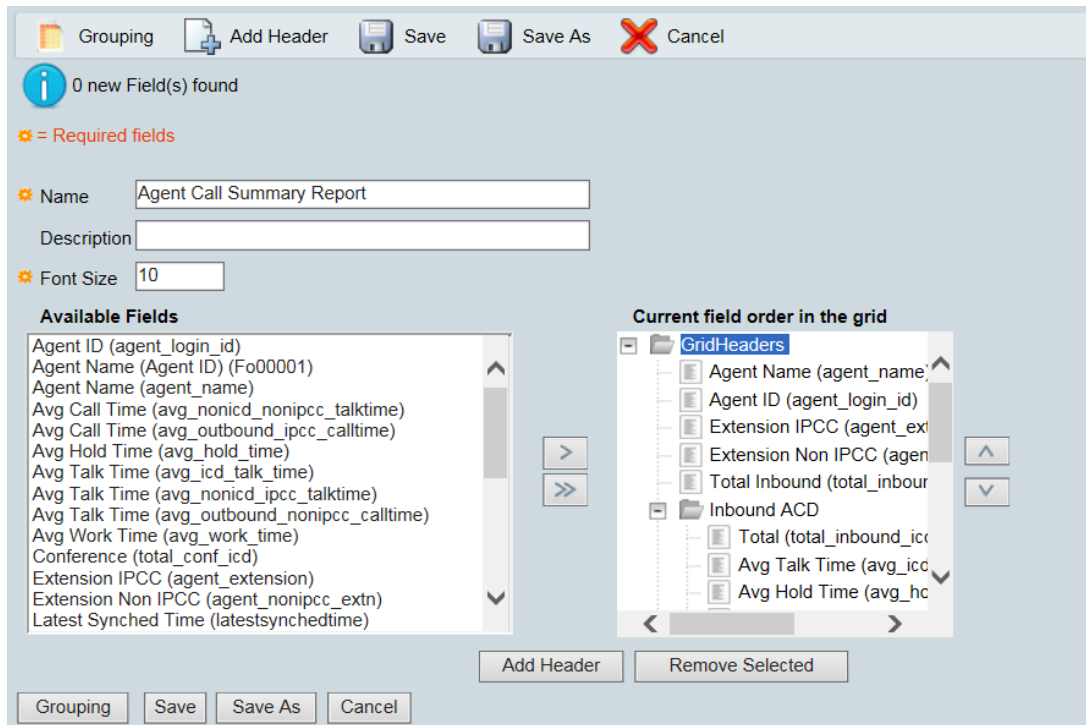 Grouping Add Header Save Save As Cancel
0 new Field(s) found
= Required fields
Name Agent Call Summary Report
Description
Font Size 10
Available Fields
Agent ID (agent_login_id)
Agent Name (Agent ID) (Fo00001)
Agent Name (agent_name)
Avg Call Time (avg_nonicd_nonipcc_talktime)
Avg Call Time (avg_outbound_ipcc_calltime)
Avg Hold Time (avg_hold_time)
Avg Talk Time (avg_icd_talk_time)
Avg Talk Time (avg_nonicd_ipcc_talktime)
Avg Talk Time (avg_outbound_nonipcc_calltime)
Avg Work Time (avg_work_time)
Conference (total_conf_icd)
Extension IPCC (agent_extension)
Extension Non IPCC (agent_nonipcc_extn)
Latest Synched Time (latestsynchedtime)
> 
>>
Current field order in the grid
GridHeaders
Agent Name (agent_name)
Agent ID (agent_login_id)
Extension IPCC (agent_ext
Extension Non IPCC (agen
Total Inbound (total_inbour
Inbound ACD
Total (total_inbound_icc
Avg Talk Time (avg_icd
Avg Hold Time (avg_ho
Add Header Remove Selected
Grouping Save Save As Cancel